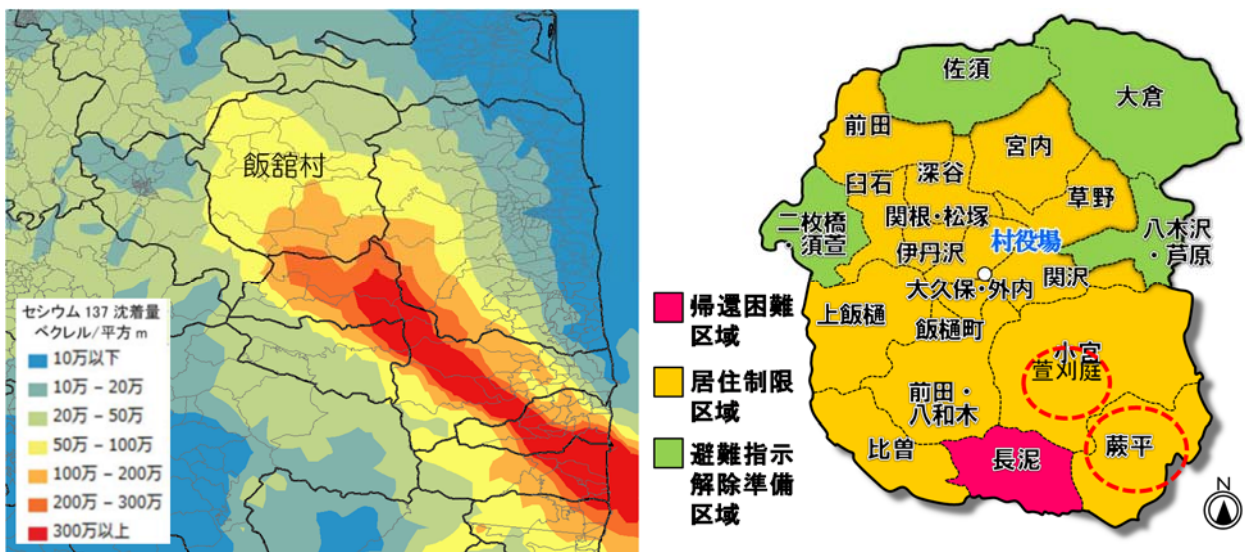 飯舘村
セシウム 137 沈着量
ベクレル/平方 m
10万以下
10万 – 20万
20万 – 50万
50万 – 100万
100万 – 200万
200万 – 300万
300万以上
佐須
大倉
前田
宮内
深谷
臼石
草野
二枚橋
・須萱
関根・松塚
村役場
八木沢
・芦原
伊丹沢
関沢
大久保・外内
上飯樋
飯樋町
小宮
萱刈庭
前田・
八和木
蕨平
比曽
長泥
帰還困難
区域
居住制限
区域
避難指示
解除準備
区域
N